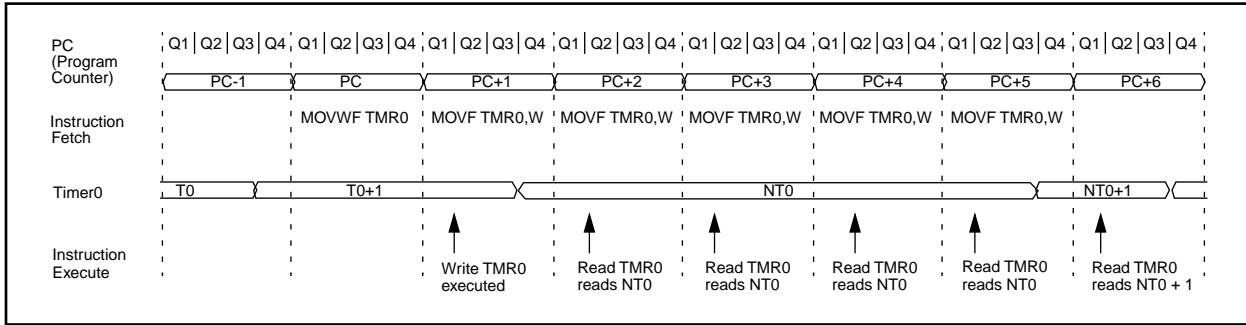 PC
(Program
Counter)
Q1 Q2 Q3 Q4 Q1 Q2 Q3 Q4 Q1 Q2 Q3 Q4 Q1 Q2 Q3 Q4 Q1 Q2 Q3 Q4 Q1 Q2 Q3 Q4 Q1 Q2 Q3 Q4 Q1 Q2 Q3 Q4
PC-1 PC PC+1 PC+2 PC+3 PC+4 PC+5 PC+6
Instruction
Fetch
MOVWF TMR0 MOVF TMR0,W MOVF TMR0,W MOVF TMR0,W MOVF TMR0,W MOVF TMR0,W
Timer0
T0 T0+1 NT0 NT0+1
Instruction
Execute
Write TMR0
executed
Read TMR0
reads NT0
Read TMR0
reads NT0
Read TMR0
reads NT0
Read TMR0
reads NT0
Read TMR0
reads NT0 + 1